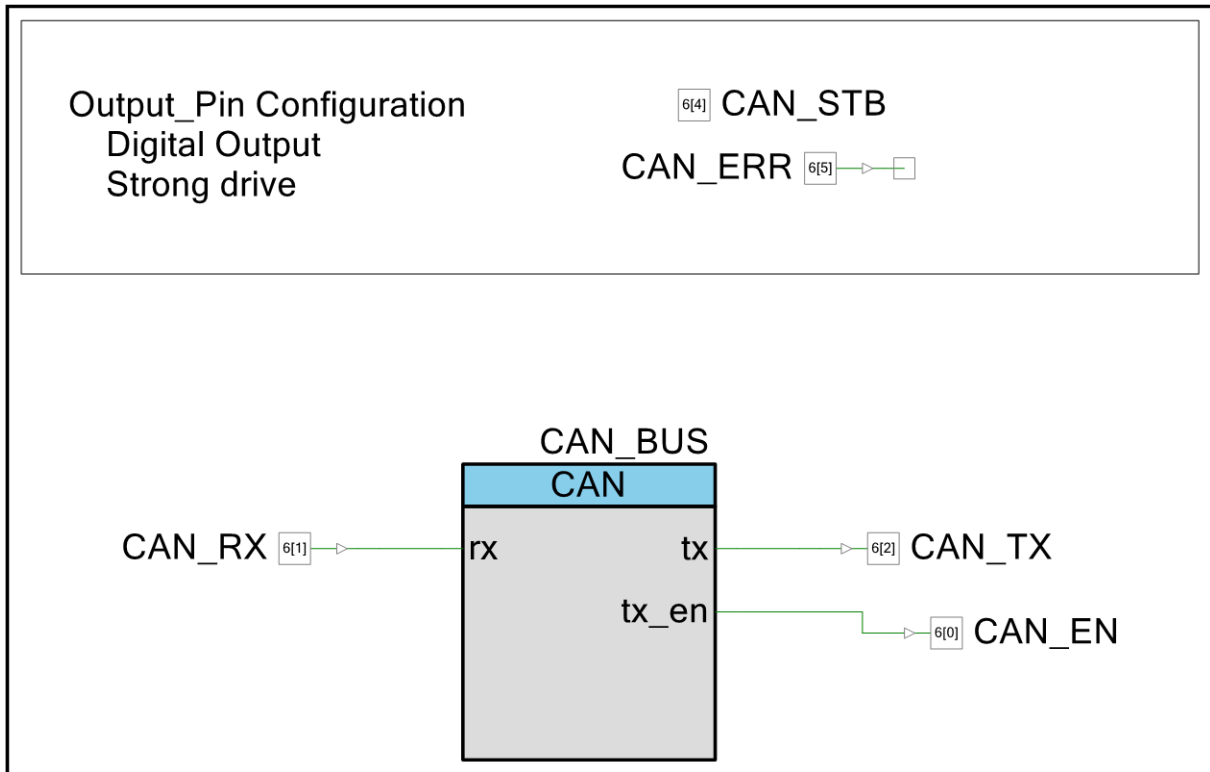 Output_Pin Configuration
Digital Output
Strong drive
6[4] CAN_STB
CAN_ERR 6[5]
CAN_BUS
CAN
CAN_RX 6[1]
rx
tx
6[2] CAN_TX
tx_en
6[0] CAN_EN